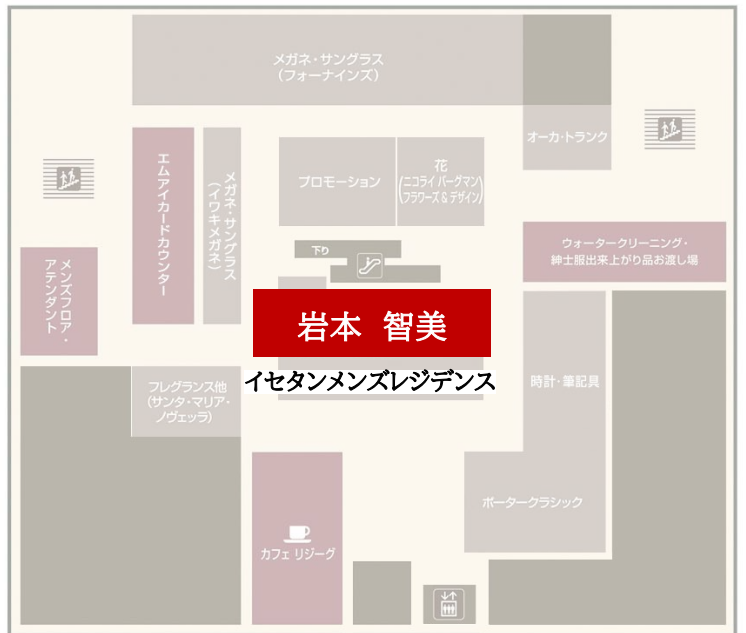 メガネ・サングラス
(フォーナインズ)
オーカ・トランク
エムアイカードカウンター
メガネ・サングラス
(イワキメガネ)
プロモーション
花
(ニコライ バーグマン
フラワーズ & デザイン)
下り
ウォータークリーニング・
紳士服出来上がり品お渡し場
メンズフロア・
アテンダント
岩本 智美
イセタンメンズレジデンス
時計・筆記具
フレグランス他
(サンタ・マリア・
ノヴェッラ)
ポータークラシック
カフェ リジーグ